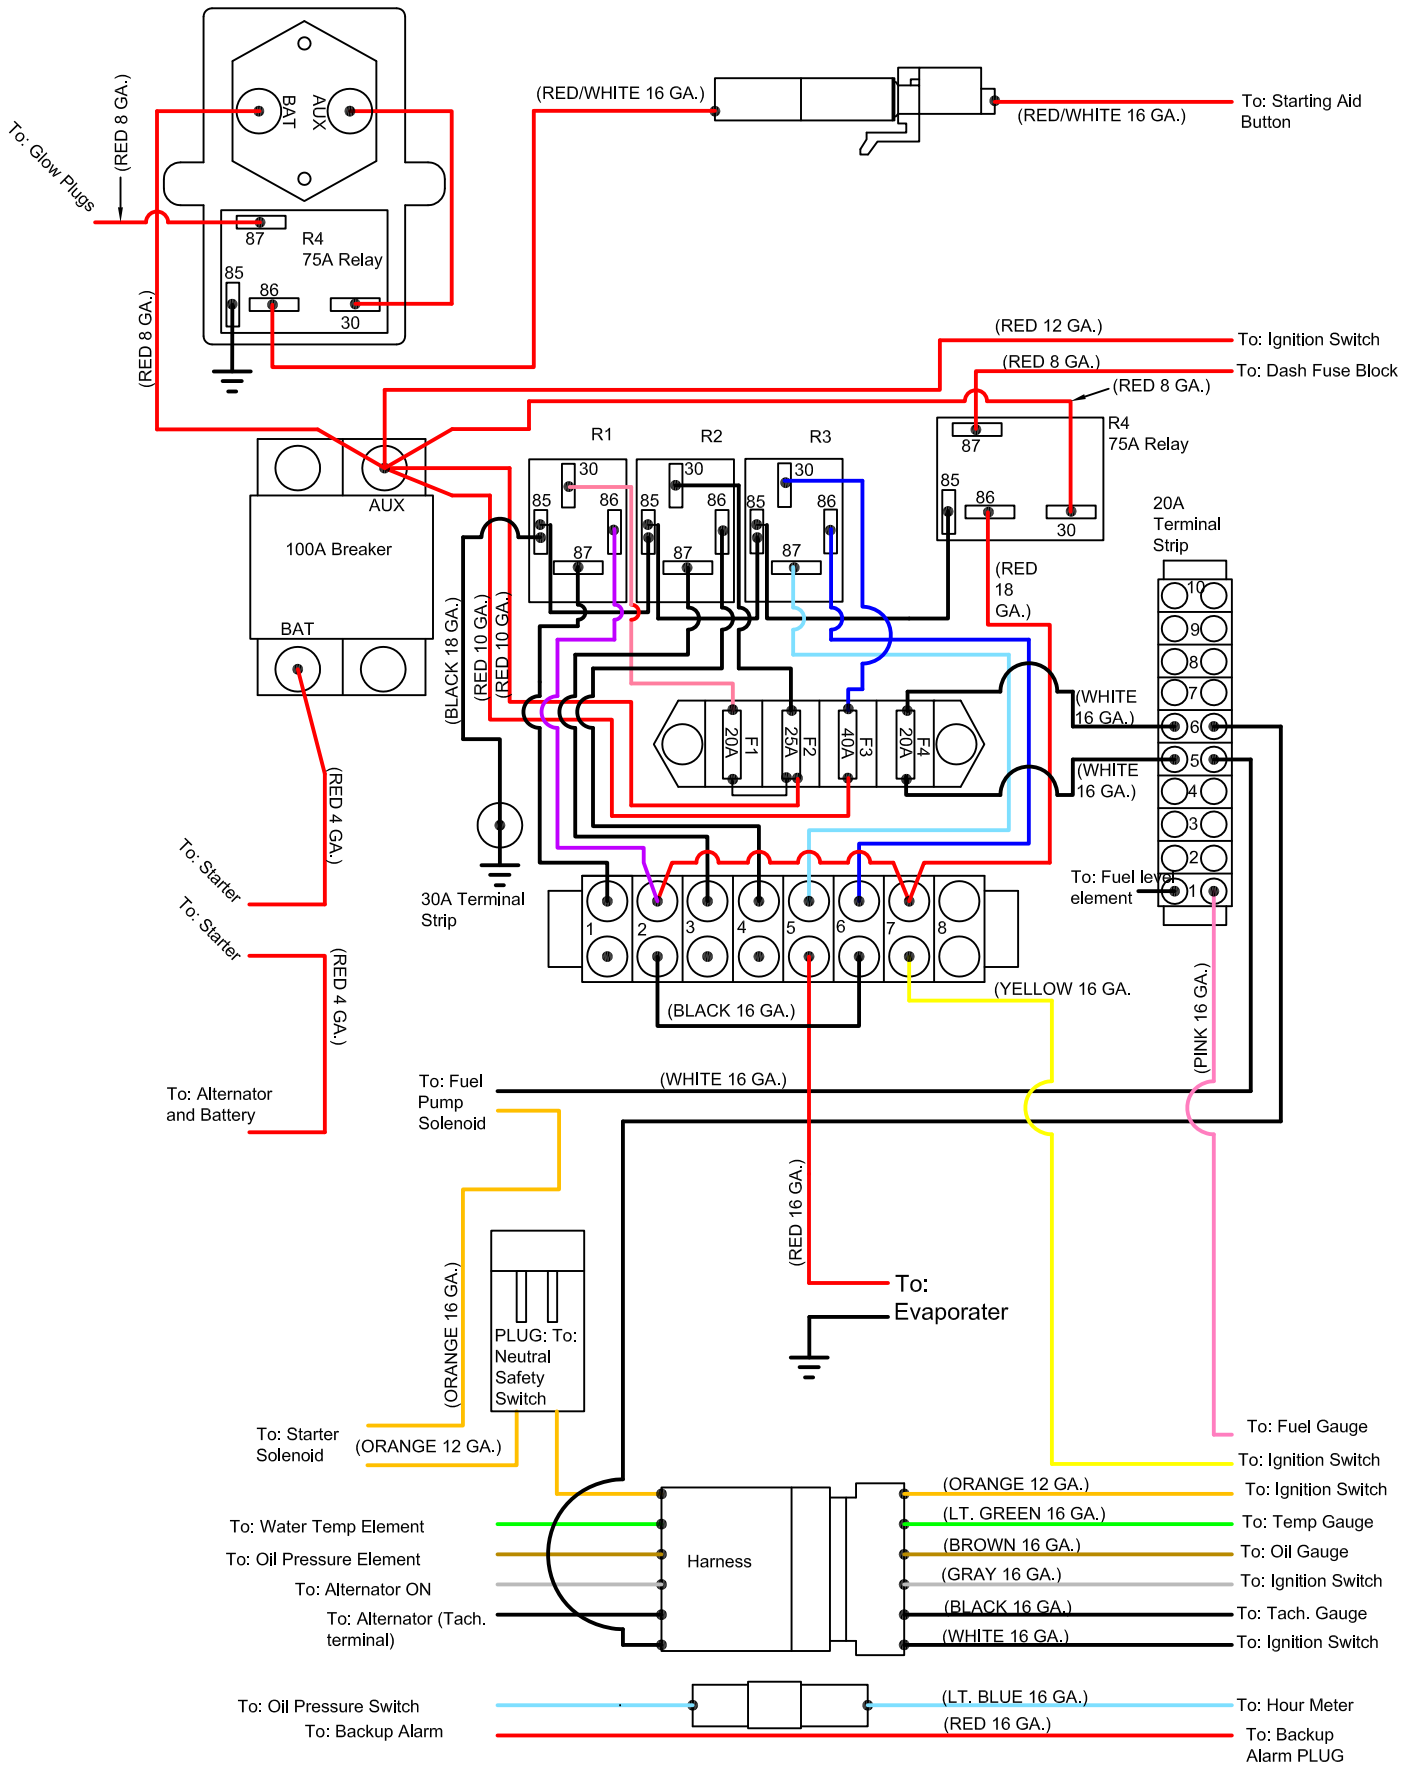 (RED/WHITE 16 GA.)
To: Starting Aid
Button
(RED/WHITE 16 GA.)
BAT
AUX
(RED 8 GA.)
To: Glow Plugs
87
R4
75A Relay
85
86
30
(RED 8 GA.)
(RED 12 GA.)
To: Ignition Switch
(RED 8 GA.)
To: Dash Fuse Block
(RED 8 GA.)
R4
75A Relay
87
85
86
30
(RED
18
GA.)
R1
R2
R3
30
85
86
87
30
85
86
87
30
85
86
87
AUX
100A Breaker
BAT
20A
Terminal
Strip
10
9
8
7
6
5
4
3
2
1
(BLACK 18 GA.)
(RED 10 GA.)
(RED 10 GA.)
(WHITE
16 GA.)
(WHITE
16 GA.)
20A
F1
25A
F2
40A
F3
20A
F4
(RED 4 GA.)
To: Starter
To: Starter
(RED 4 GA.)
To: Alternator
and Battery
To: Fuel level
element
30A Terminal
Strip
1
2
3
4
5
6
7
8
(BLACK 16 GA.)
(YELLOW 16 GA.
(PINK 16 GA.)
To: Fuel
Pump
Solenoid
(WHITE 16 GA.)
(RED 16 GA.)
(ORANGE 16 GA.)
To:
Evaporater
PLUG: To:
Neutral
Safety
Switch
To: Starter
Solenoid
(ORANGE 12 GA.)
To: Fuel Gauge
To: Ignition Switch
(ORANGE 12 GA.)
To: Ignition Switch
To: Water Temp Element
(LT. GREEN 16 GA.)
To: Temp Gauge
To: Oil Pressure Element
Harness
(BROWN 16 GA.)
To: Oil Gauge
To: Alternator ON
(GRAY 16 GA.)
To: Ignition Switch
To: Alternator (Tach.
terminal)
(BLACK 16 GA.)
To: Tach. Gauge
(WHITE 16 GA.)
To: Ignition Switch
To: Oil Pressure Switch
(LT. BLUE 16 GA.)
To: Hour Meter
To: Backup Alarm
(RED 16 GA.)
To: Backup
Alarm PLUG